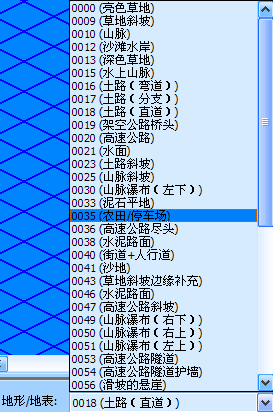 0000 (亮色草地)
0009 (草地斜坡)
0010 (山脉)
0012 (沙滩水岸)
0013 (深色草地)
0015 (水上山脉)
0016 (土路（弯道）)
0017 (土路（分支）)
0018 (土路（直道）)
0019 (架空公路桥头)
0020 (高速公路)
0021 (水面)
0023 (土路斜坡)
0025 (山脉斜坡)
0030 (山脉瀑布（左下）)
0033 (泥石平地)
0035 (农田/停车场)
0036 (高速公路尽头)
0038 (水泥路面)
0040 (街道+人行道)
0041 (沙地)
0043 (草地斜坡边缘补充)
0046 (水泥路面)
0047 (高速公路斜坡)
0049 (山脉瀑布（右下）)
0050 (山脉瀑布（右上）)
0051 (山脉瀑布（左上）)
0053 (高速公路隧道)
0054 (高速公路隧道护墙)
0056 (滑坡的悬崖)
地形/地表: 0018 (土路（直道）)